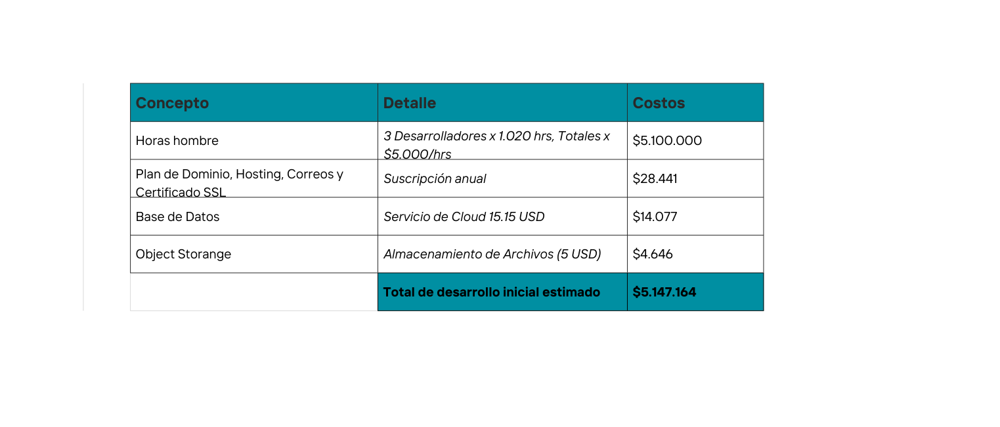 Concepto
Detalle
Costos
Horas hombre
3 Desarrolladores x 1.020 hrs, Totales x
$5.000/hrs
$5.100.000
Plan de Dominio, Hosting, Correos y
Certificado SSL
Suscripción anual
$28.441
Base de Datos
Servicio de Cloud 15.15 USD
$14.077
Object Storange
Almacenamiento de Archivos (5 USD)
$4.646
Total de desarrollo inicial estimado
$5.147.164